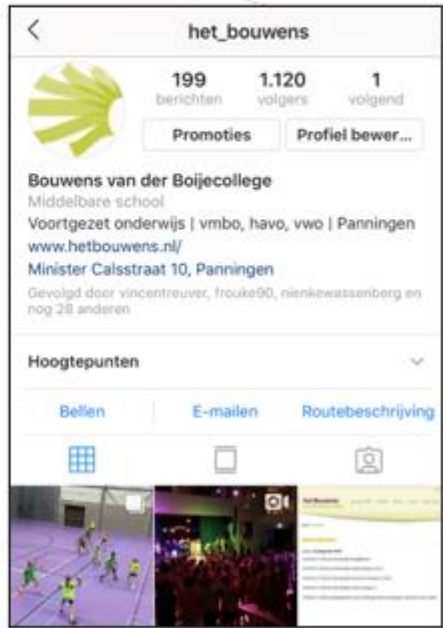 het_bouwens
199 1.120 1
berichten volgers volgend
Promoties Profiel bewer...
Bouwens van der Boijecollege
Middelbare school
Voortgezet onderwijs | vmbo, havo, vwo | Panningen
www.hetbouwens.nl/
Minister Calsstraat 10, Panningen
Gevolgd door vincentreuver, frouke90, nienkewassenberg en
nog 28 anderen
Hoogtepunten
Bellen E-mailen Routebeschrijving